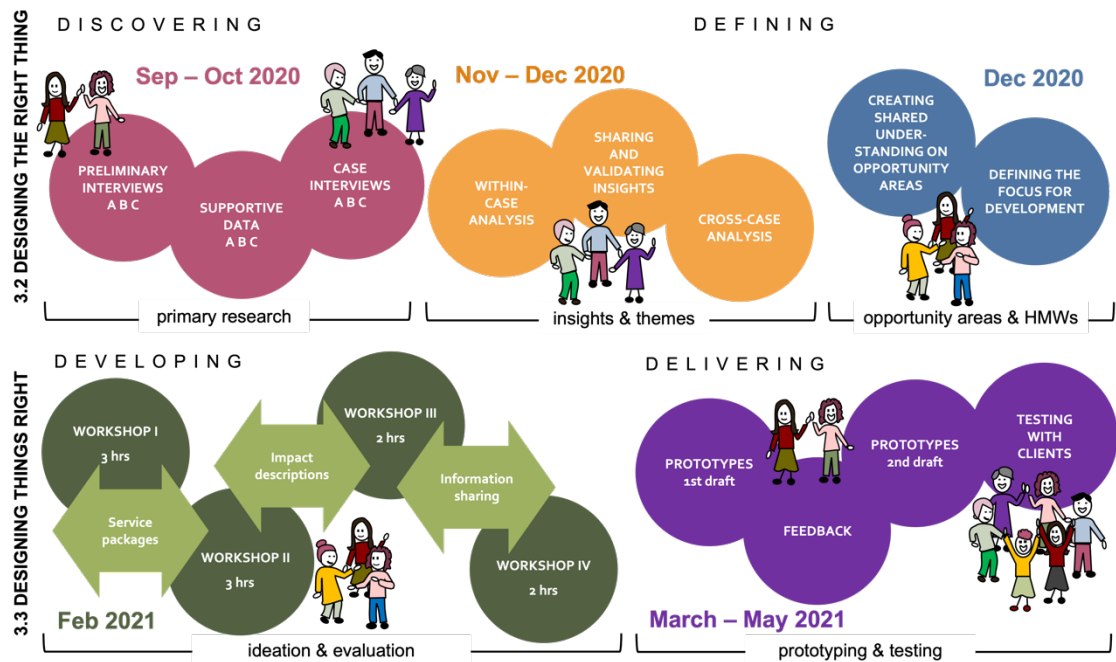 3.2 DESIGNING THE RIGHT THING
DISCOVERING
DEFINING
Sep – Oct 2020
Nov – Dec 2020
Dec 2020
PRELIMINARY
INTERVIEWS
A B C
SUPPORTIVE
DATA
A B C
CASE
INTERVIEWS
A B C
WITHIN-
CASE
ANALYSIS
SHARING
AND
VALIDATING
INSIGHTS
CROSS-CASE
ANALYSIS
CREATING
SHARED
UNDER-
STANDING ON
OPPORTUNITY
AREAS
DEFINING THE
FOCUS FOR
DEVELOPMENT
primary research
insights & themes
opportunity areas & HMWs
3.3 DESIGNING THINGS RIGHT
DEVELOPING
DELIVERING
WORKSHOP I
3 hrs
Service
packages
WORKSHOP II
3 hrs
Impact
descriptions
WORKSHOP III
2 hrs
Information
sharing
WORKSHOP IV
2 hrs
Feb 2021
PROTOTYPES
1st draft
FEEDBACK
PROTOTYPES
2nd draft
TESTING
WITH
CLIENTS
March – May 2021
ideation & evaluation
prototyping & testing